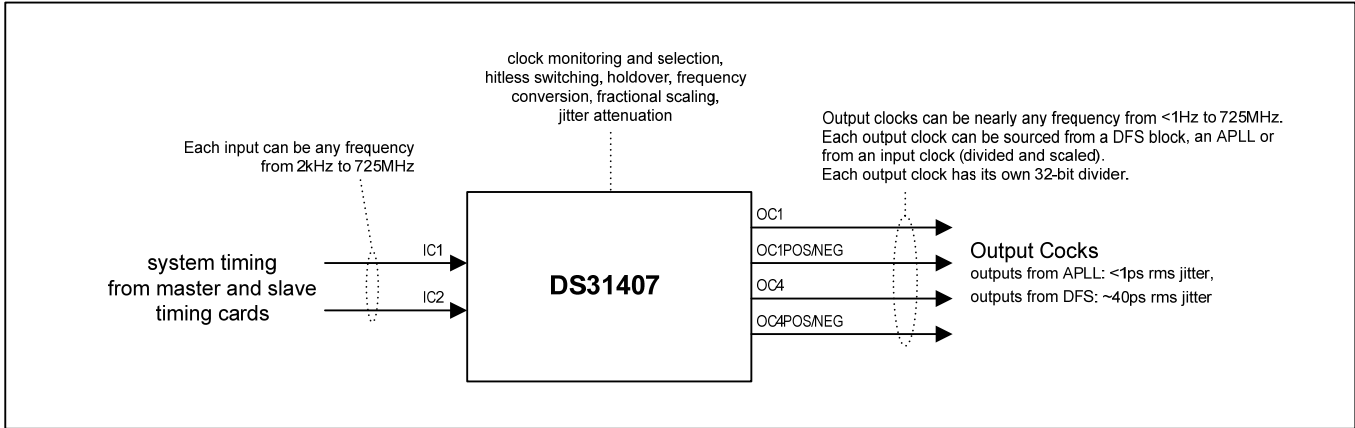 clock monitoring and selection,
hitless switching, holdover, frequency
conversion, fractional scaling,
jitter attenuation
Each input can be any frequency
from 2kHz to 725MHz
Output clocks can be nearly any frequency from <1Hz to 725MHz.
Each output clock can be sourced from a DFS block, an APLL or
from an input clock (divided and scaled).
Each output clock has its own 32-bit divider.
system timing
from master and slave
timing cards
IC1
IC2
DS31407
OC1
OC1POS/NEG
OC4
OC4POS/NEG
Output Cocks
outputs from APLL: <1ps rms jitter,
outputs from DFS: ~40ps rms jitter